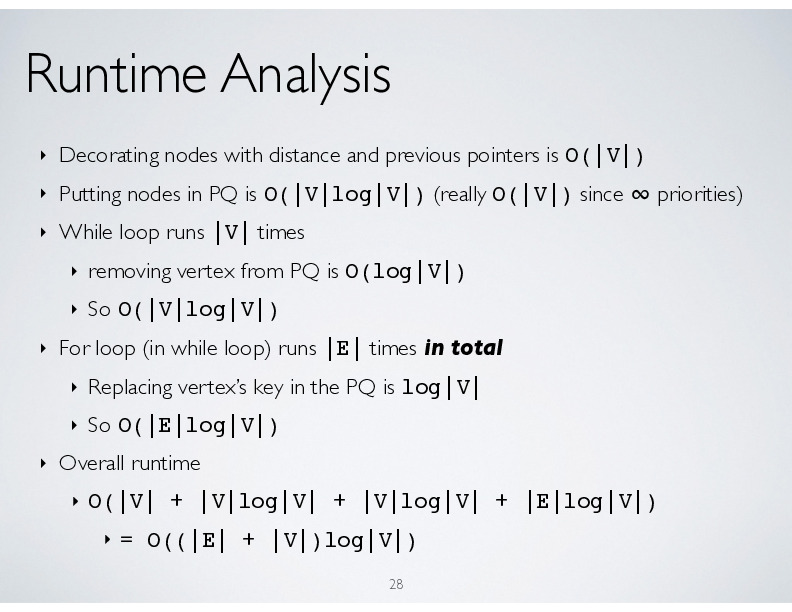 Runtime Analysis
‣ Decorating nodes with distance and previous pointers is O(|V|)
‣ Putting nodes in PQ is O(|V|log|V|) (really O(|V|) since ∞ priorities)
‣ While loop runs |V| times
‣ removing vertex from PQ is O(log|V|)
‣ So O(|V|log|V|)
‣ For loop (in while loop) runs |E| times in total
‣ Replacing vertex’s key in the PQ is log|V|
‣ So O(|E|log|V|)
‣ Overall runtime
‣ O(|V| + |V|log|V| + |V|log|V| + |E|log|V|)
‣ = O((|E| + |V|)log|V|)
28